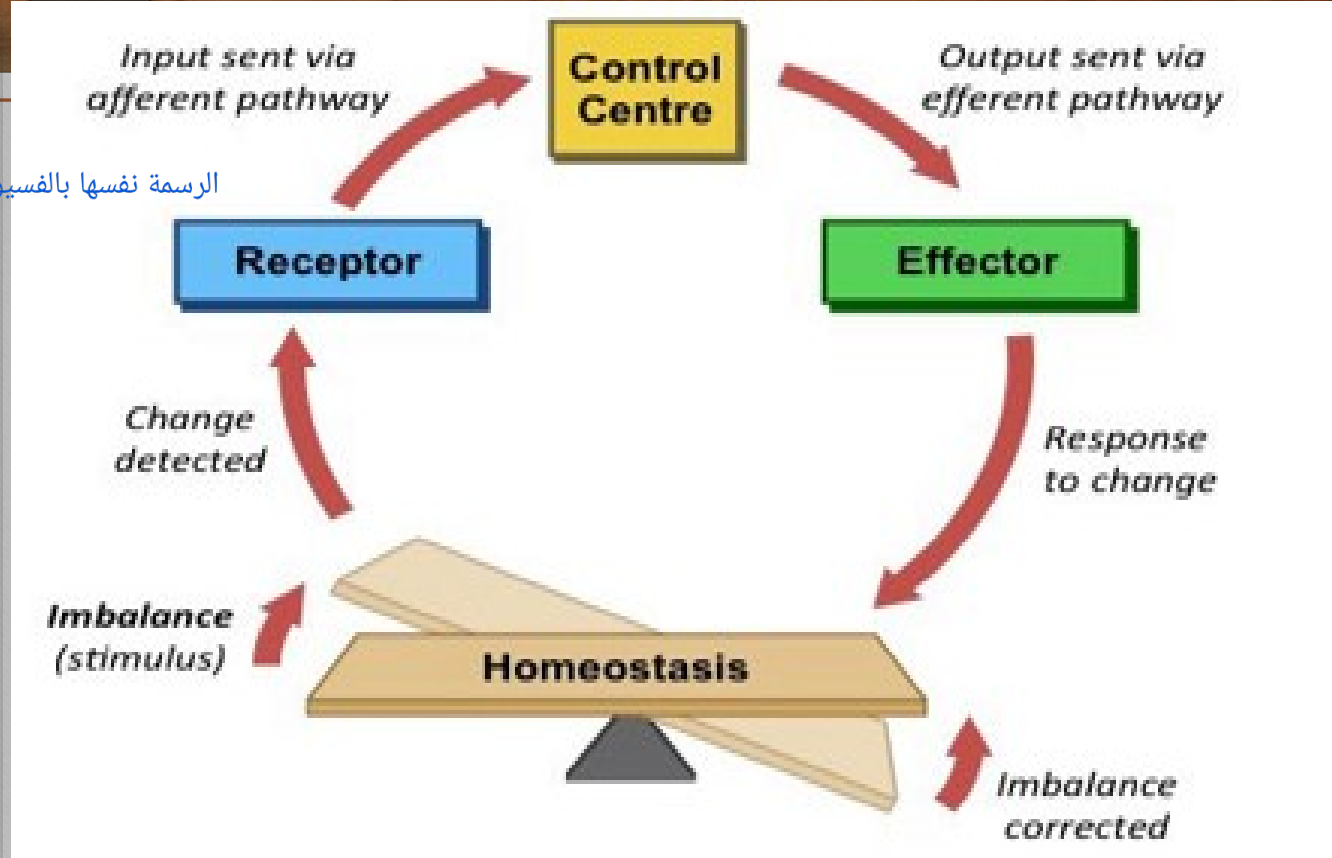 Input sent via
afferent pathway
Control
Centre
Output sent via
efferent pathway
الرسمة نفسها
Receptor
Effector
Change
detected
Response
to change
Imbalance
(stimulus)
Homeostasis
Imbalance
corrected